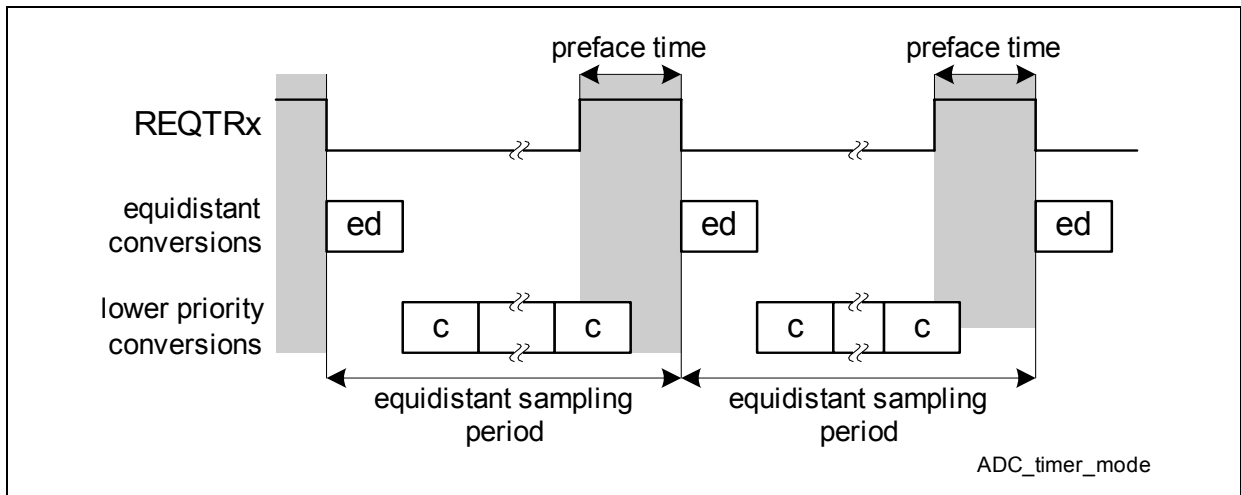 preface time
preface time
REQTRx
equidistant
conversions
ed
ed
ed
lower priority
conversions
c
c
c
c
equidistant sampling
period
equidistant sampling
period
ADC_timer_mode